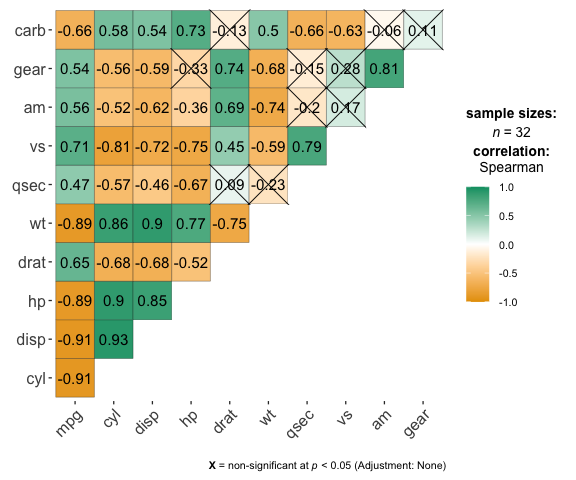 carb -0.66 0.58 0.54 0.73 -0.13 0.5 -0.66 -0.63 -0.06 0.11
gear 0.54 -0.56 -0.59 -0.33 0.74 -0.68 -0.15 0.28 0.81
am 0.56 -0.52 -0.62 -0.36 0.69 -0.74 -0.2 0.17
vs 0.71 -0.81 -0.72 -0.75 0.45 -0.59 0.79
qsec 0.47 -0.57 -0.46 -0.67 0.09 -0.23
wt -0.89 0.86 0.9 0.77 -0.75
drat 0.65 -0.68 -0.68 -0.52
hp -0.89 0.9 0.85
disp -0.91 0.93
cyl -0.91
mpg cyl disp hp drat wt qsec vs am gear
sample sizes:
n = 32
correlation:
Spearman
1.0
0.5
0.0
-0.5
-1.0
X = non-significant at p < 0.05 (Adjustment: None)